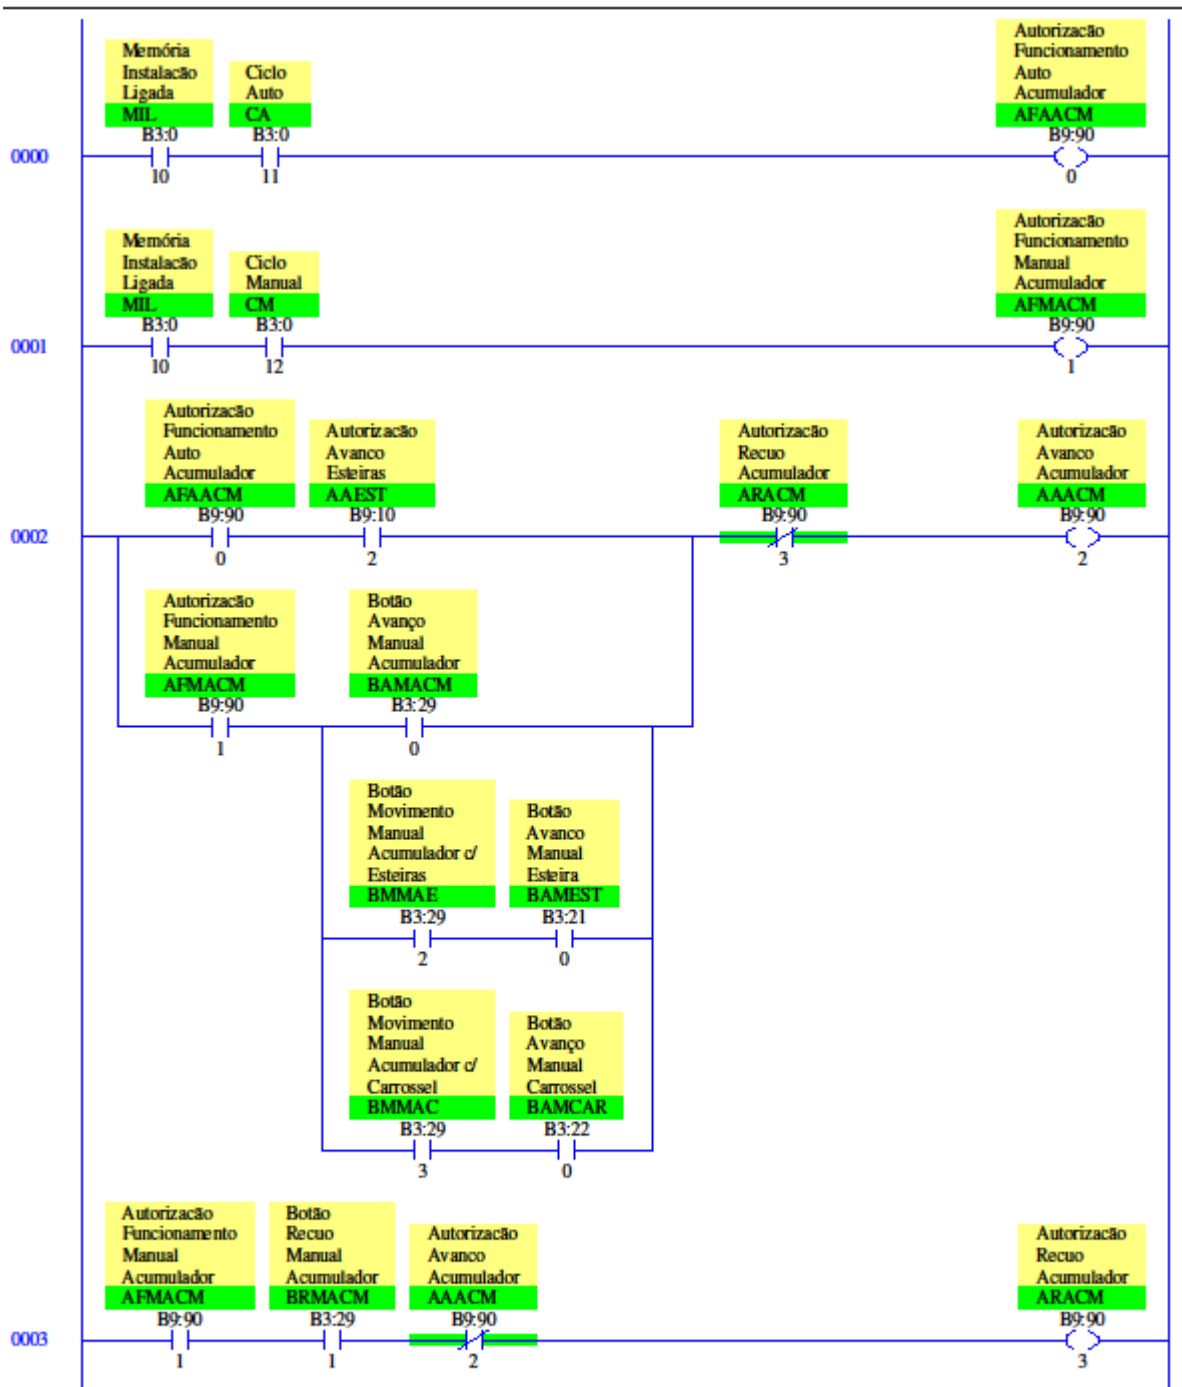 Memória
Instalacão
Ligada
MIL
B3:0
10
Ciclo
Auto
CA
B3:0
11
Autorizacão
Funcionamento
Auto
Acumulador
AFAACM
B9:90
0
0000
Memória
Instalacão
Ligada
MIL
B3:0
10
Ciclo
Manual
CM
B3:0
12
Autorizacão
Funcionamento
Manual
Acumulador
AFMACM
B9:90
1
0001
Autorizacão
Funcionamento
Auto
Acumulador
AFAACM
B9:90
0
Autorizacão
Avanco
Esteiras
AAEST
B9:10
2
Autorizacão
Recuo
Acumulador
ARACM
B9:90
3
Autorizacão
Avanco
Acumulador
AAACM
B9:90
2
0002
Autorizacão
Funcionamento
Manual
Acumulador
AFMACM
B9:90
1
Botão
Avanço
Manual
Acumulador
BAMACM
B3:29
0
Botão
Movimento
Manual
Acumulador c/
Esteiras
BMMAE
B3:29
2
Botão
Avanco
Manual
Esteira
BAMEST
B3:21
0
Botão
Movimento
Manual
Acumulador c/
Carrossel
BMMAC
B3:29
3
Botão
Avanço
Manual
Carrossel
BAMCAR
B3:22
0
Autorizacão
Funcionamento
Manual
Acumulador
AFMACM
B9:90
1
Botão
Recuo
Manual
Acumulador
BRMACM
B3:29
1
Autorizacão
Avanco
Acumulador
AAACM
B9:90
2
Autorizacão
Recuo
Acumulador
ARACM
B9:90
3
0003